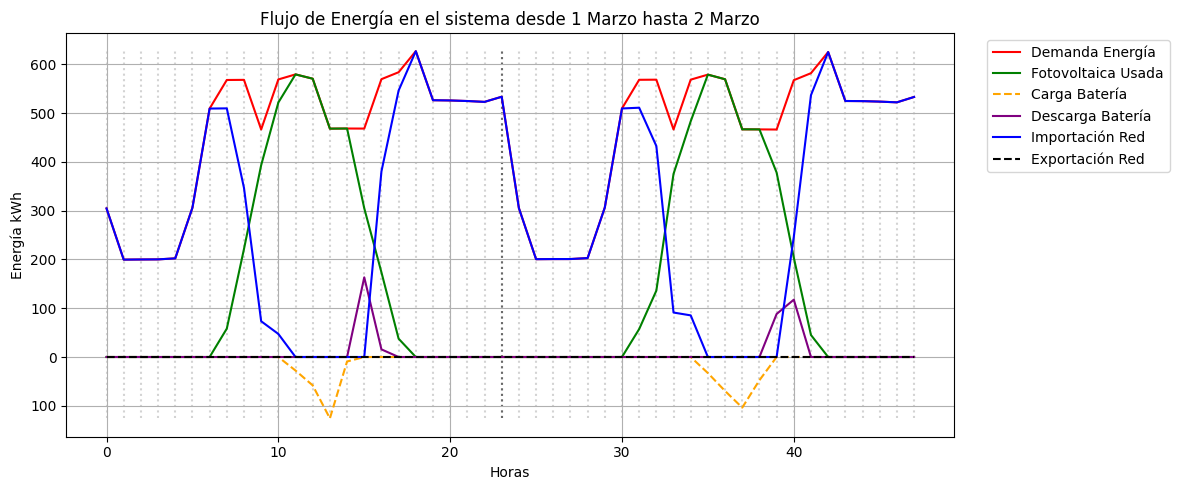 Flujo de Energía en el sistema desde 1 Marzo hasta 2 Marzo
Energía kWh
600
500
400
300
200
100
0
100
0
10
20
30
40
Horas
Demanda Energía
Fotovoltaica Usada
Carga Batería
Descarga Batería
Importación Red
Exportación Red